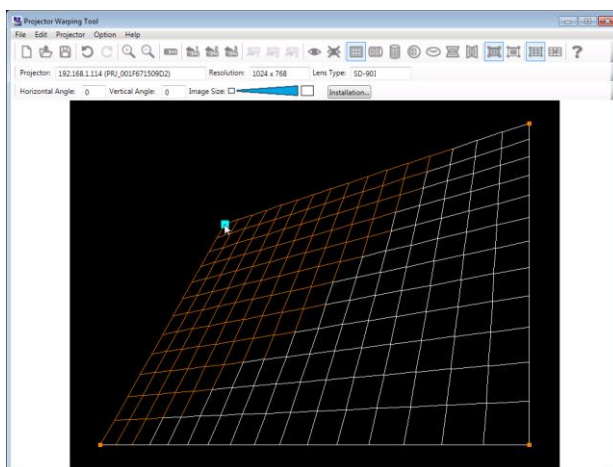 Projector Warping Tool
File Edit Projector Option Help
Projector: 192.168.1.114 (PRJ_001F671509D2) Resolution: 1024 x 768 Lens Type: SD-903
Horizontal Angle: 0 Vertical Angle: 0 Image Size: Installation...